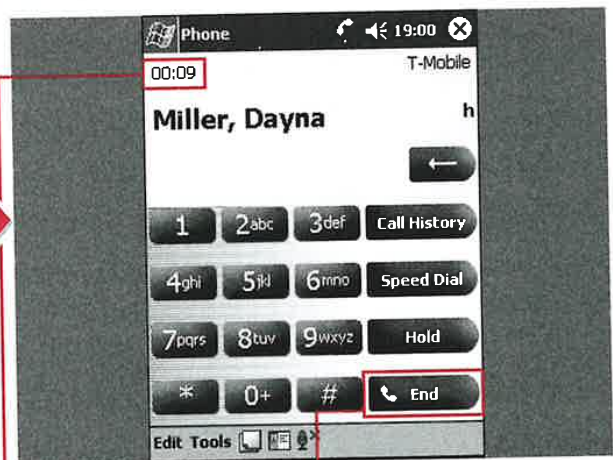 Phone 19:00
00:09 T-Mobile
Miller, Dayna h
1 2abc 3def Call History
4ghi 5jkl 6mno Speed Dial
7pqrs 8tuv 9wxyz Hold
* 0+ # End
Edit Tools